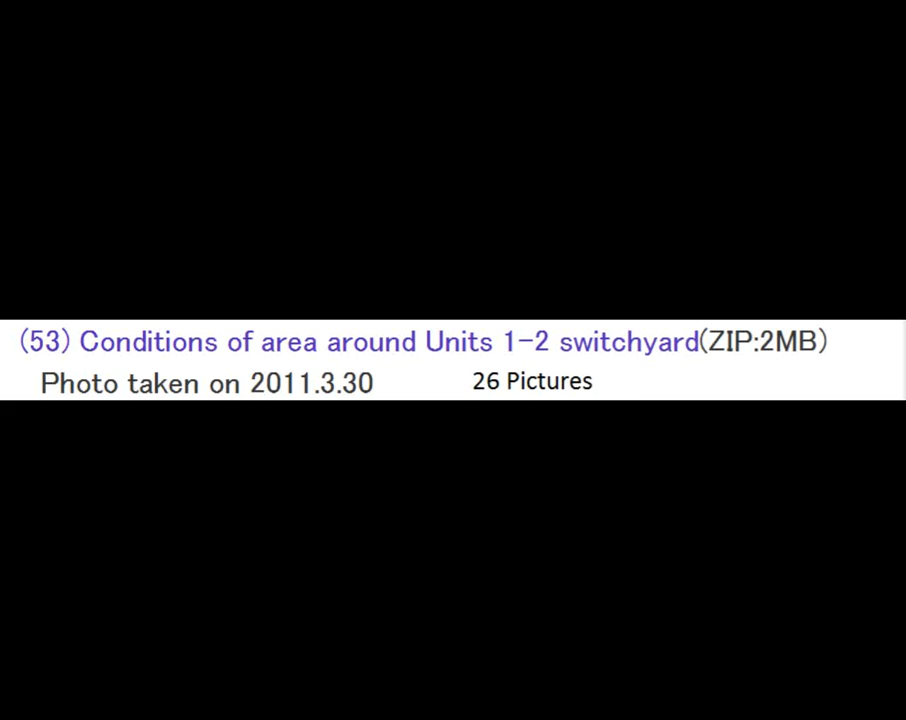 (53) Conditions of area around Units 1-2 switchyard(ZIP:2MB)
Photo taken on 2011.3.30 26 Pictures